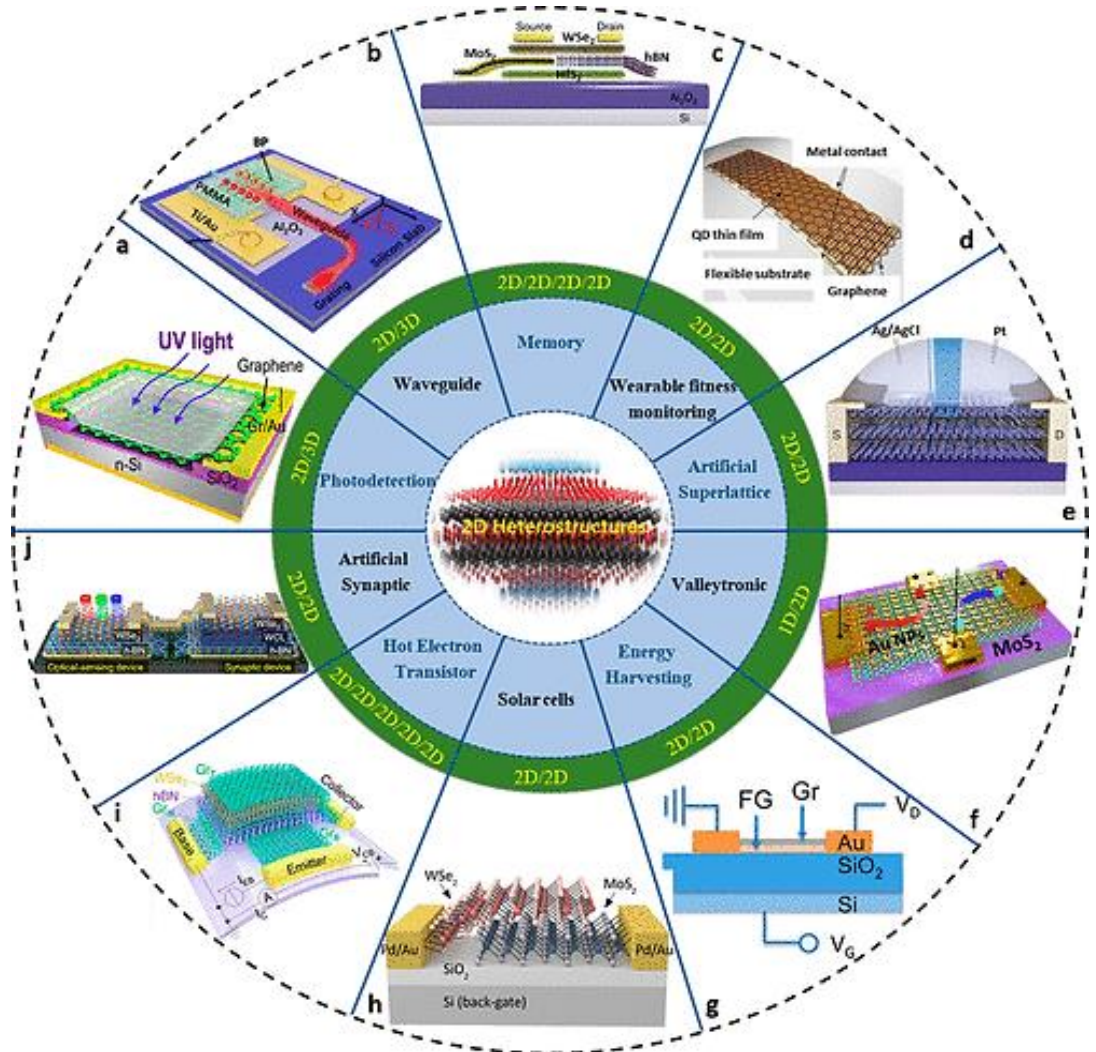 b
Source
Drain
WSe2
MoS2
hBN
HfS2
Al2O3
Si
c
BP
PMMA
Ti/Au
Al2O3
Waveguide
Silicon Slab
Grating
Metal contact
QD thin film
Flexible substrate
Graphene
d
a
UV light
Graphene
Gr/Au
n-Si
SiO2
Ag/AgCl
Pt
S
D
e
2D/3D
2D/3D
2D/2D/2D/2D
2D/2D
2D/2D
1D/2D
2D/2D
2D/2D
2D/2D/2D/2D/2D
2D/2D
Memory
Waveguide
Wearable fitness
monitoring
Photodetection
Artificial
Superlattice
2D Heterostructures
Artificial
Synaptic
Valleytronic
Hot Electron
Transistor
Energy
Harvesting
Solar cells
j
WSe2
WCL
hBN
Optical-sensing device
Synaptic device
Au NPs
MoS2
f
i
GrT
WSe2
hBN
Base
Collector
Emitter
A
FG
Gr
VD
Au
SiO2
Si
VG
g
WSe2
MoS2
Pd/Au
Pd/Au
SiO2
Si (back-gate)
h